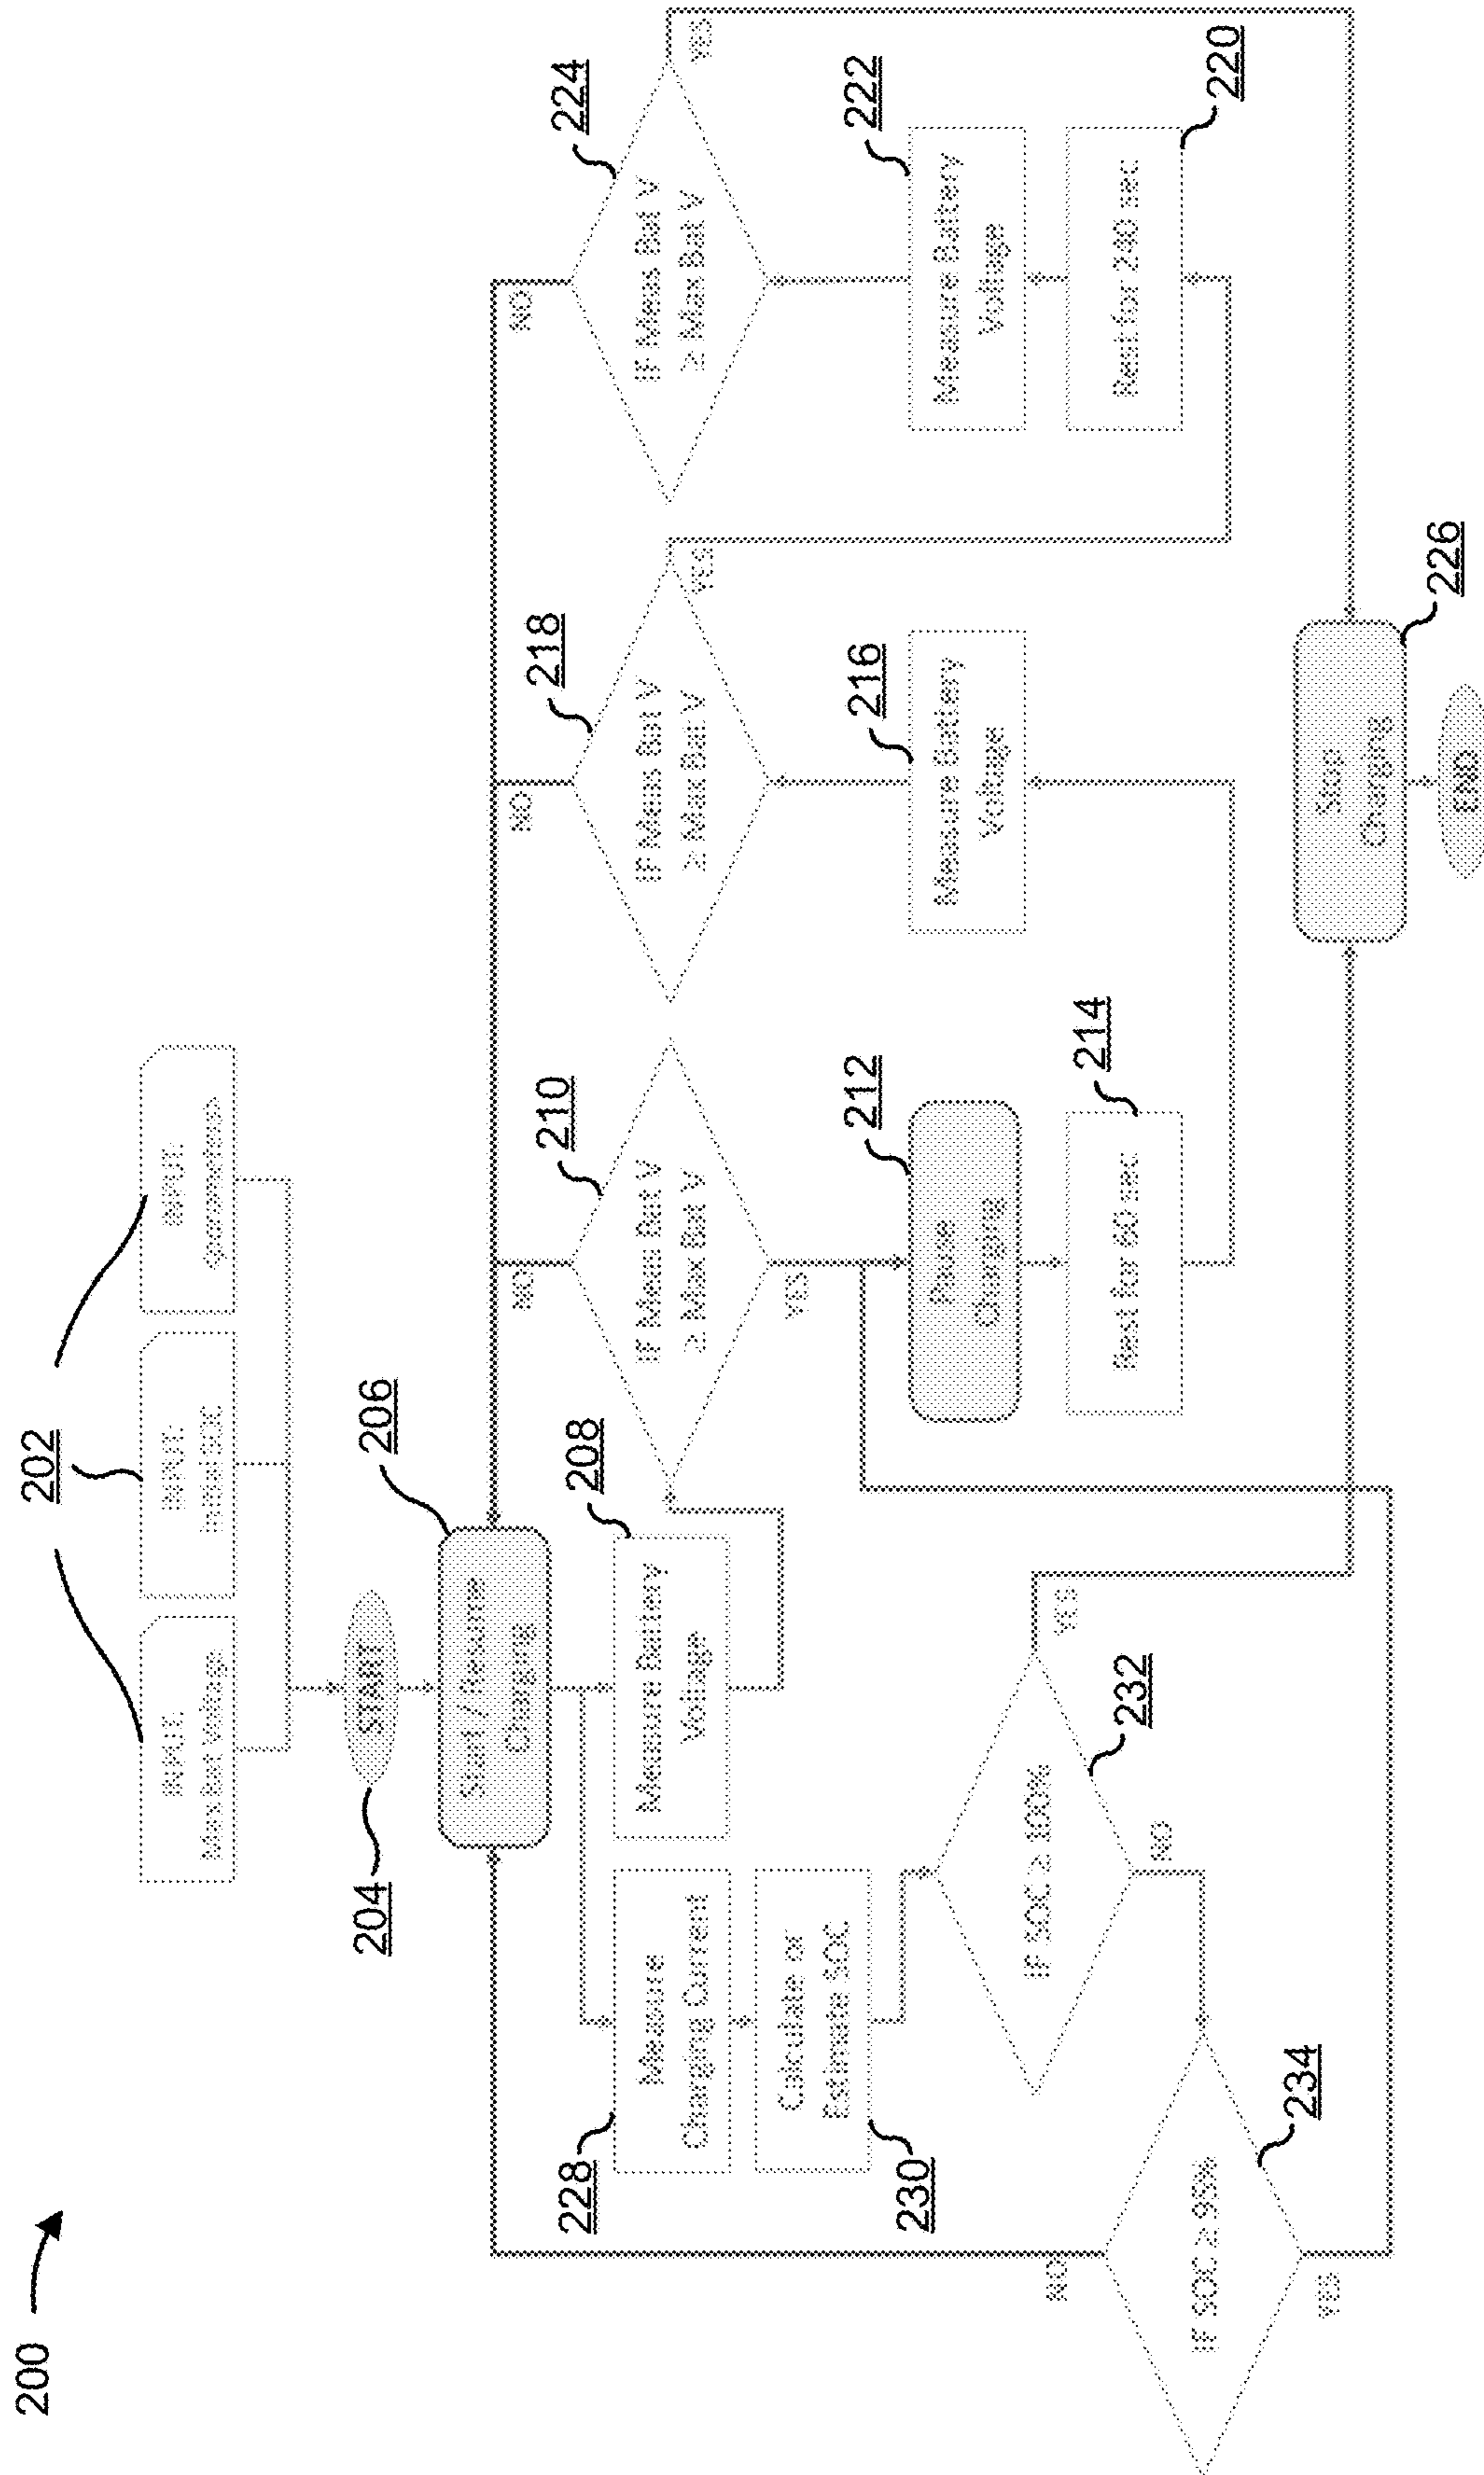 200
202
INPUT:
Max Bat Voltage
INPUT:
Initial SOC
INPUT:
204
START
206
Start / Resume
Charging
228
Measure
Charging Current
208
Measure Battery
Voltage
230
Calculate or
Estimate SOC
232
IF SOC ≥ 100%
YES
NO
234
IF SOC ≥ 95%
NO
YES
210
IF Meas Bat V
≥ Max Bat V
NO
YES
212
Pause
Charging
214
Rest for 60 sec
218
IF Meas Bat V
≥ Max Bat V
NO
YES
216
Measure Battery
Voltage
224
IF Meas Bat V
≥ Max Bat V
NO
YES
222
Measure Battery
Voltage
220
Rest for 240 sec
226
Stop
Charging
END